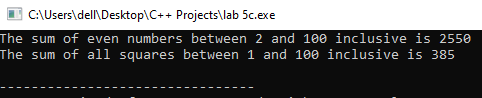 C:\Users\dell\Desktop\C++ Projects\lab 5c.exe
The sum of even numbers between 2 and 100 inclusive is 2550
The sum of all squares between 1 and 100 inclusive is 385
--------------------------------